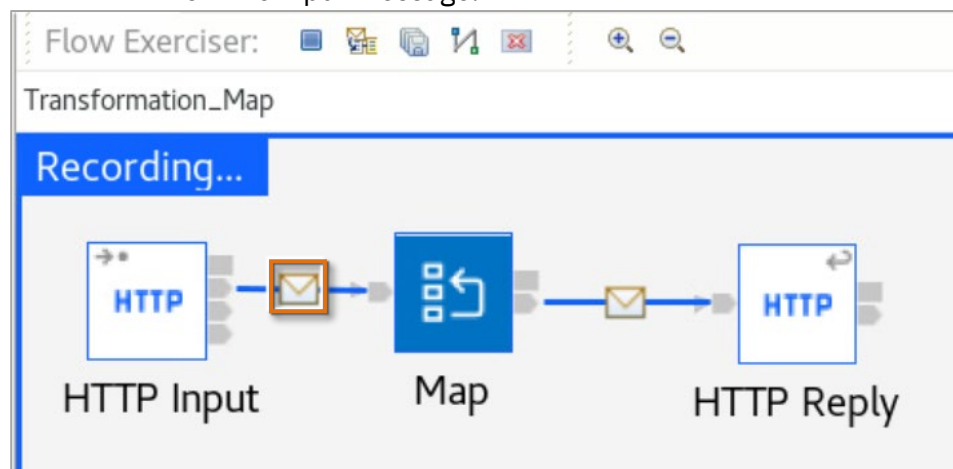 Flow Exerciser:
Transformation_Map
Recording...
HTTP
HTTP
HTTP Input
Map
HTTP Reply